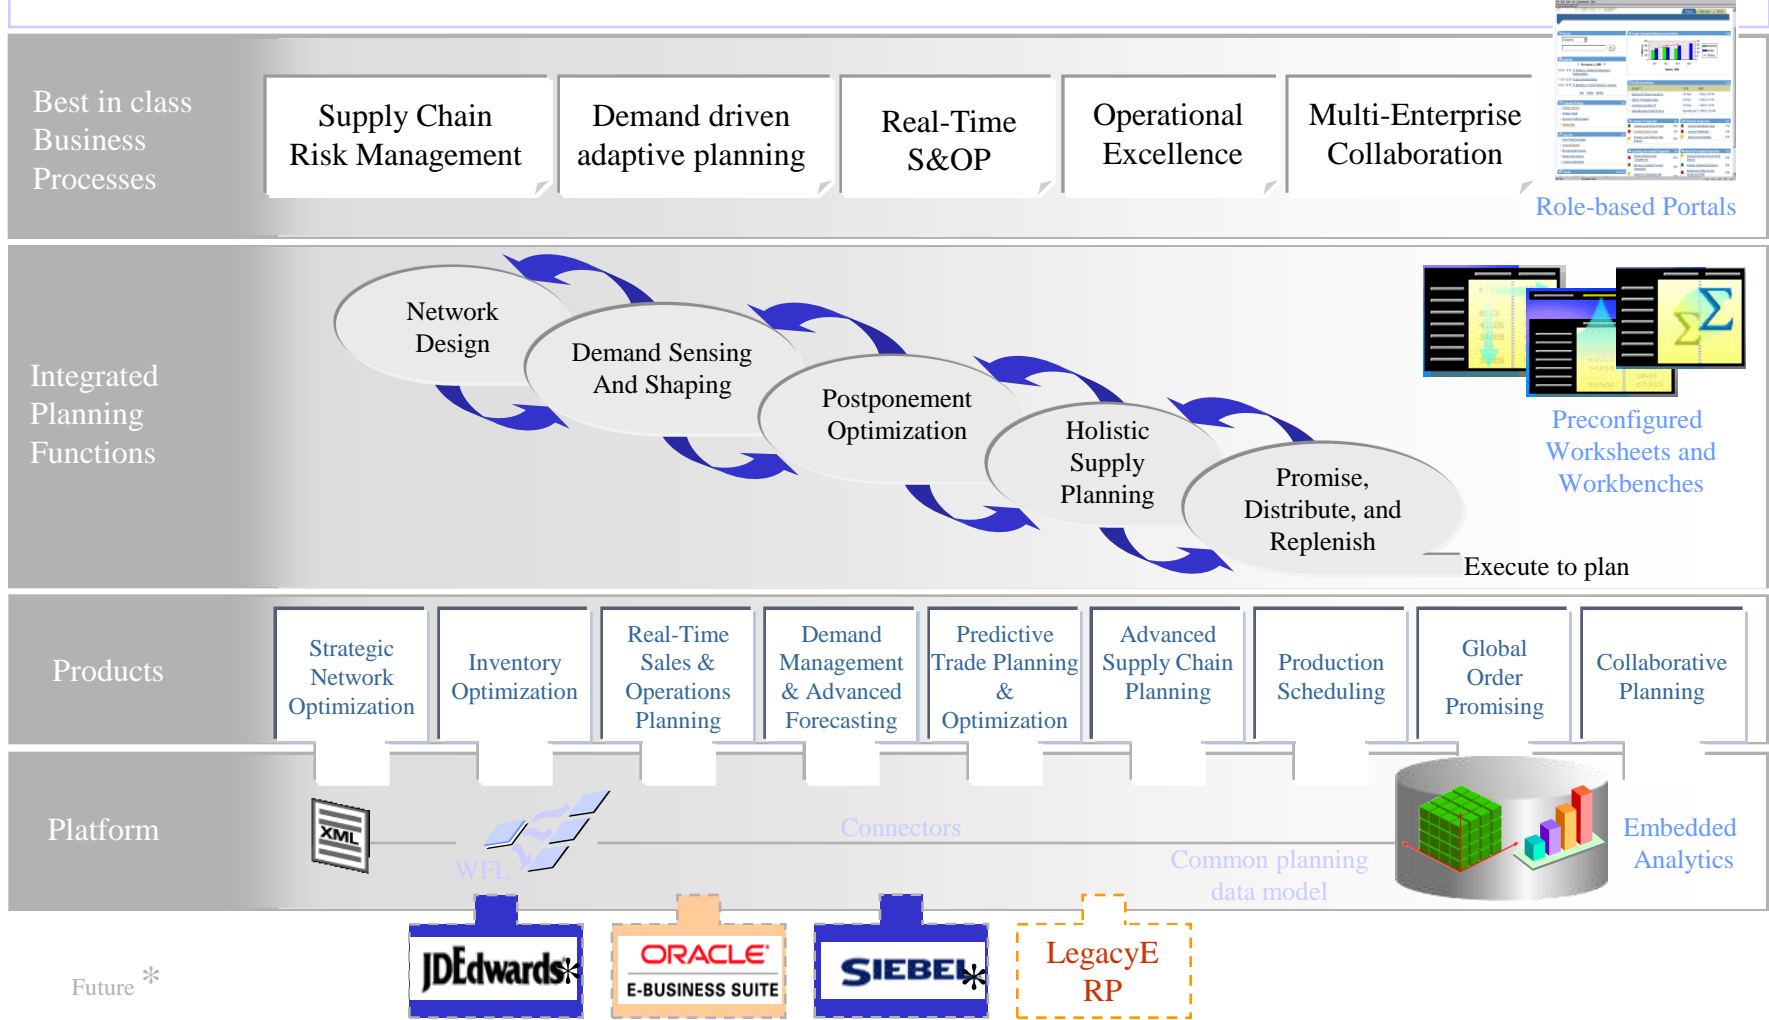 Best in class
Business
Processes
Supply Chain
Risk Management
Demand driven
adaptive planning
Real-Time
S&OP
Operational
Excellence
Multi-Enterprise
Collaboration
Role-based Portals
Integrated
Planning
Functions
Network
Design
Demand Sensing
And Shaping
Postponement
Optimization
Holistic
Supply
Planning
Promise,
Distribute, and
Replenish
Execute to plan
Preconfigured
Worksheets and
Workbenches
Products
Strategic
Network
Optimization
Inventory
Optimization
Real-Time
Sales &
Operations
Planning
Demand
Management
& Advanced
Forecasting
Predictive
Trade Planning
&
Optimization
Advanced
Supply Chain
Planning
Production
Scheduling
Global
Order
Promising
Collaborative
Planning
Platform
XML
WFL
Connectors
Common planning
data model
Embedded
Analytics
JDEdwards*
ORACLE
E-BUSINESS SUITE
SIEBEL*
LegacyE
RP
Future *